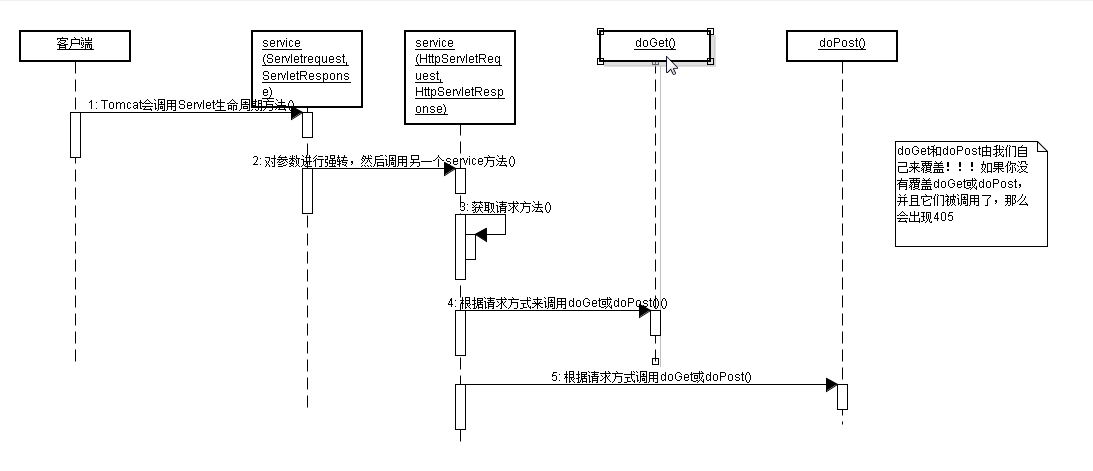 客户端
service
(Servletrequest,
ServletRespons
e)
service
(HttpServletReq
uest,
HttpServletResp
onse)
doGet()
doPost()
1: Tomcat会调用Servlet生命周期方法()
2: 对参数进行强转，然后调用另一个service方法()
3: 获取请求方法()
4: 根据请求方式来调用doGet或doPost()()
5: 根据请求方式调用doGet或doPost()
doGet和doPost由我们自
己来覆盖！！！如果你没
有覆盖doGet或doPost，
并且它们被调用了，那么
会出现405